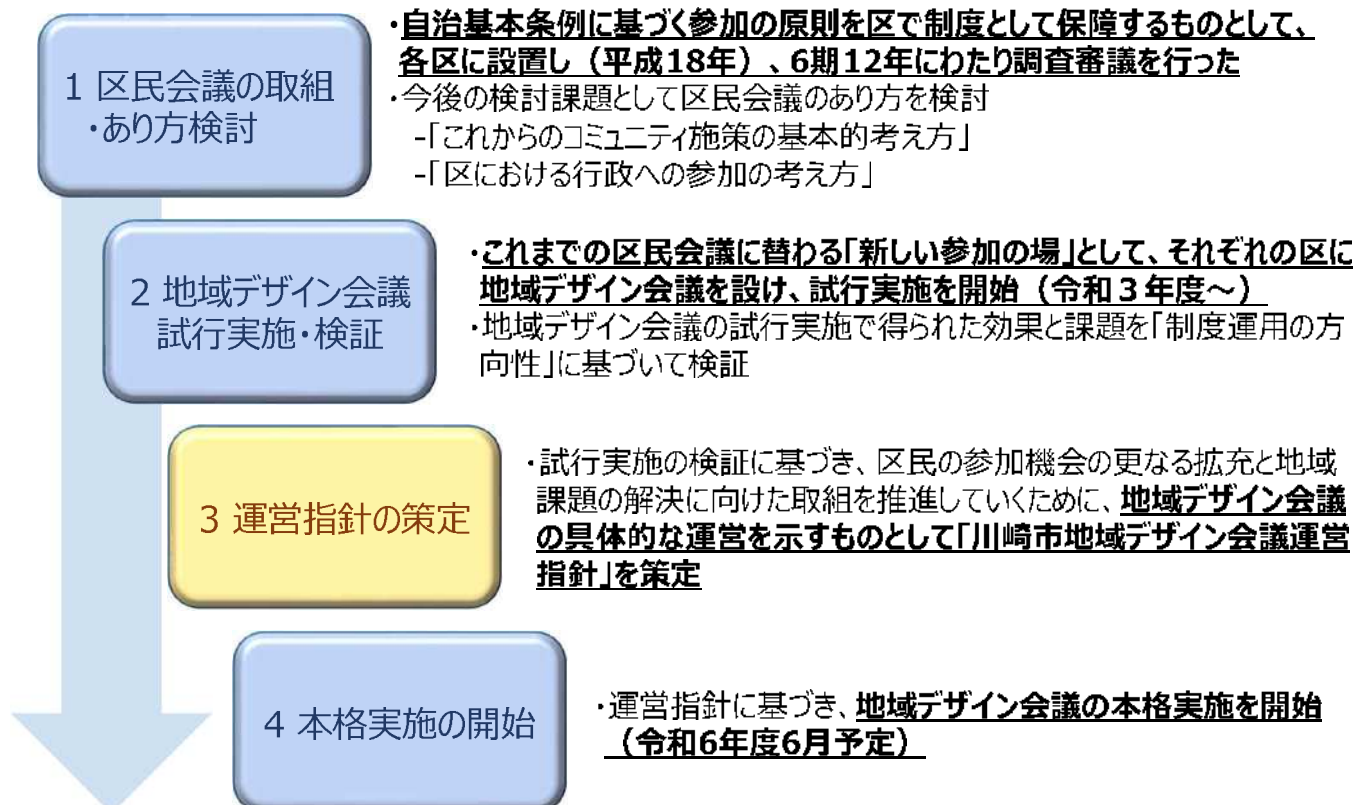 1 区民会議の取組
・あり方検討
・自治基本条例に基づく参加の原則を区で制度として保障するものとして、
各区に設置し（平成18年）、6期12年にわたり調査審議を行った
・今後の検討課題として区民会議のあり方を検討
-「これからのコミュニティ施策の基本的考え方」
-「区における行政への参加の考え方」
2 地域デザイン会議
試行実施・検証
・これまでの区民会議に替わる「新しい参加の場」として、それぞれの区に
地域デザイン会議を設け、試行実施を開始（令和３年度～）
・地域デザイン会議の試行実施で得られた効果と課題を「制度運用の方
向性」に基づいて検証
3 運営指針の策定
・試行実施の検証に基づき、区民の参加機会の更なる拡充と地域
課題の解決に向けた取組を推進していくために、地域デザイン会議
の具体的な運営を示すものとして「川崎市地域デザイン会議運営
指針」を策定
4 本格実施の開始
・運営指針に基づき、地域デザイン会議の本格実施を開始
（令和6年度6月予定）